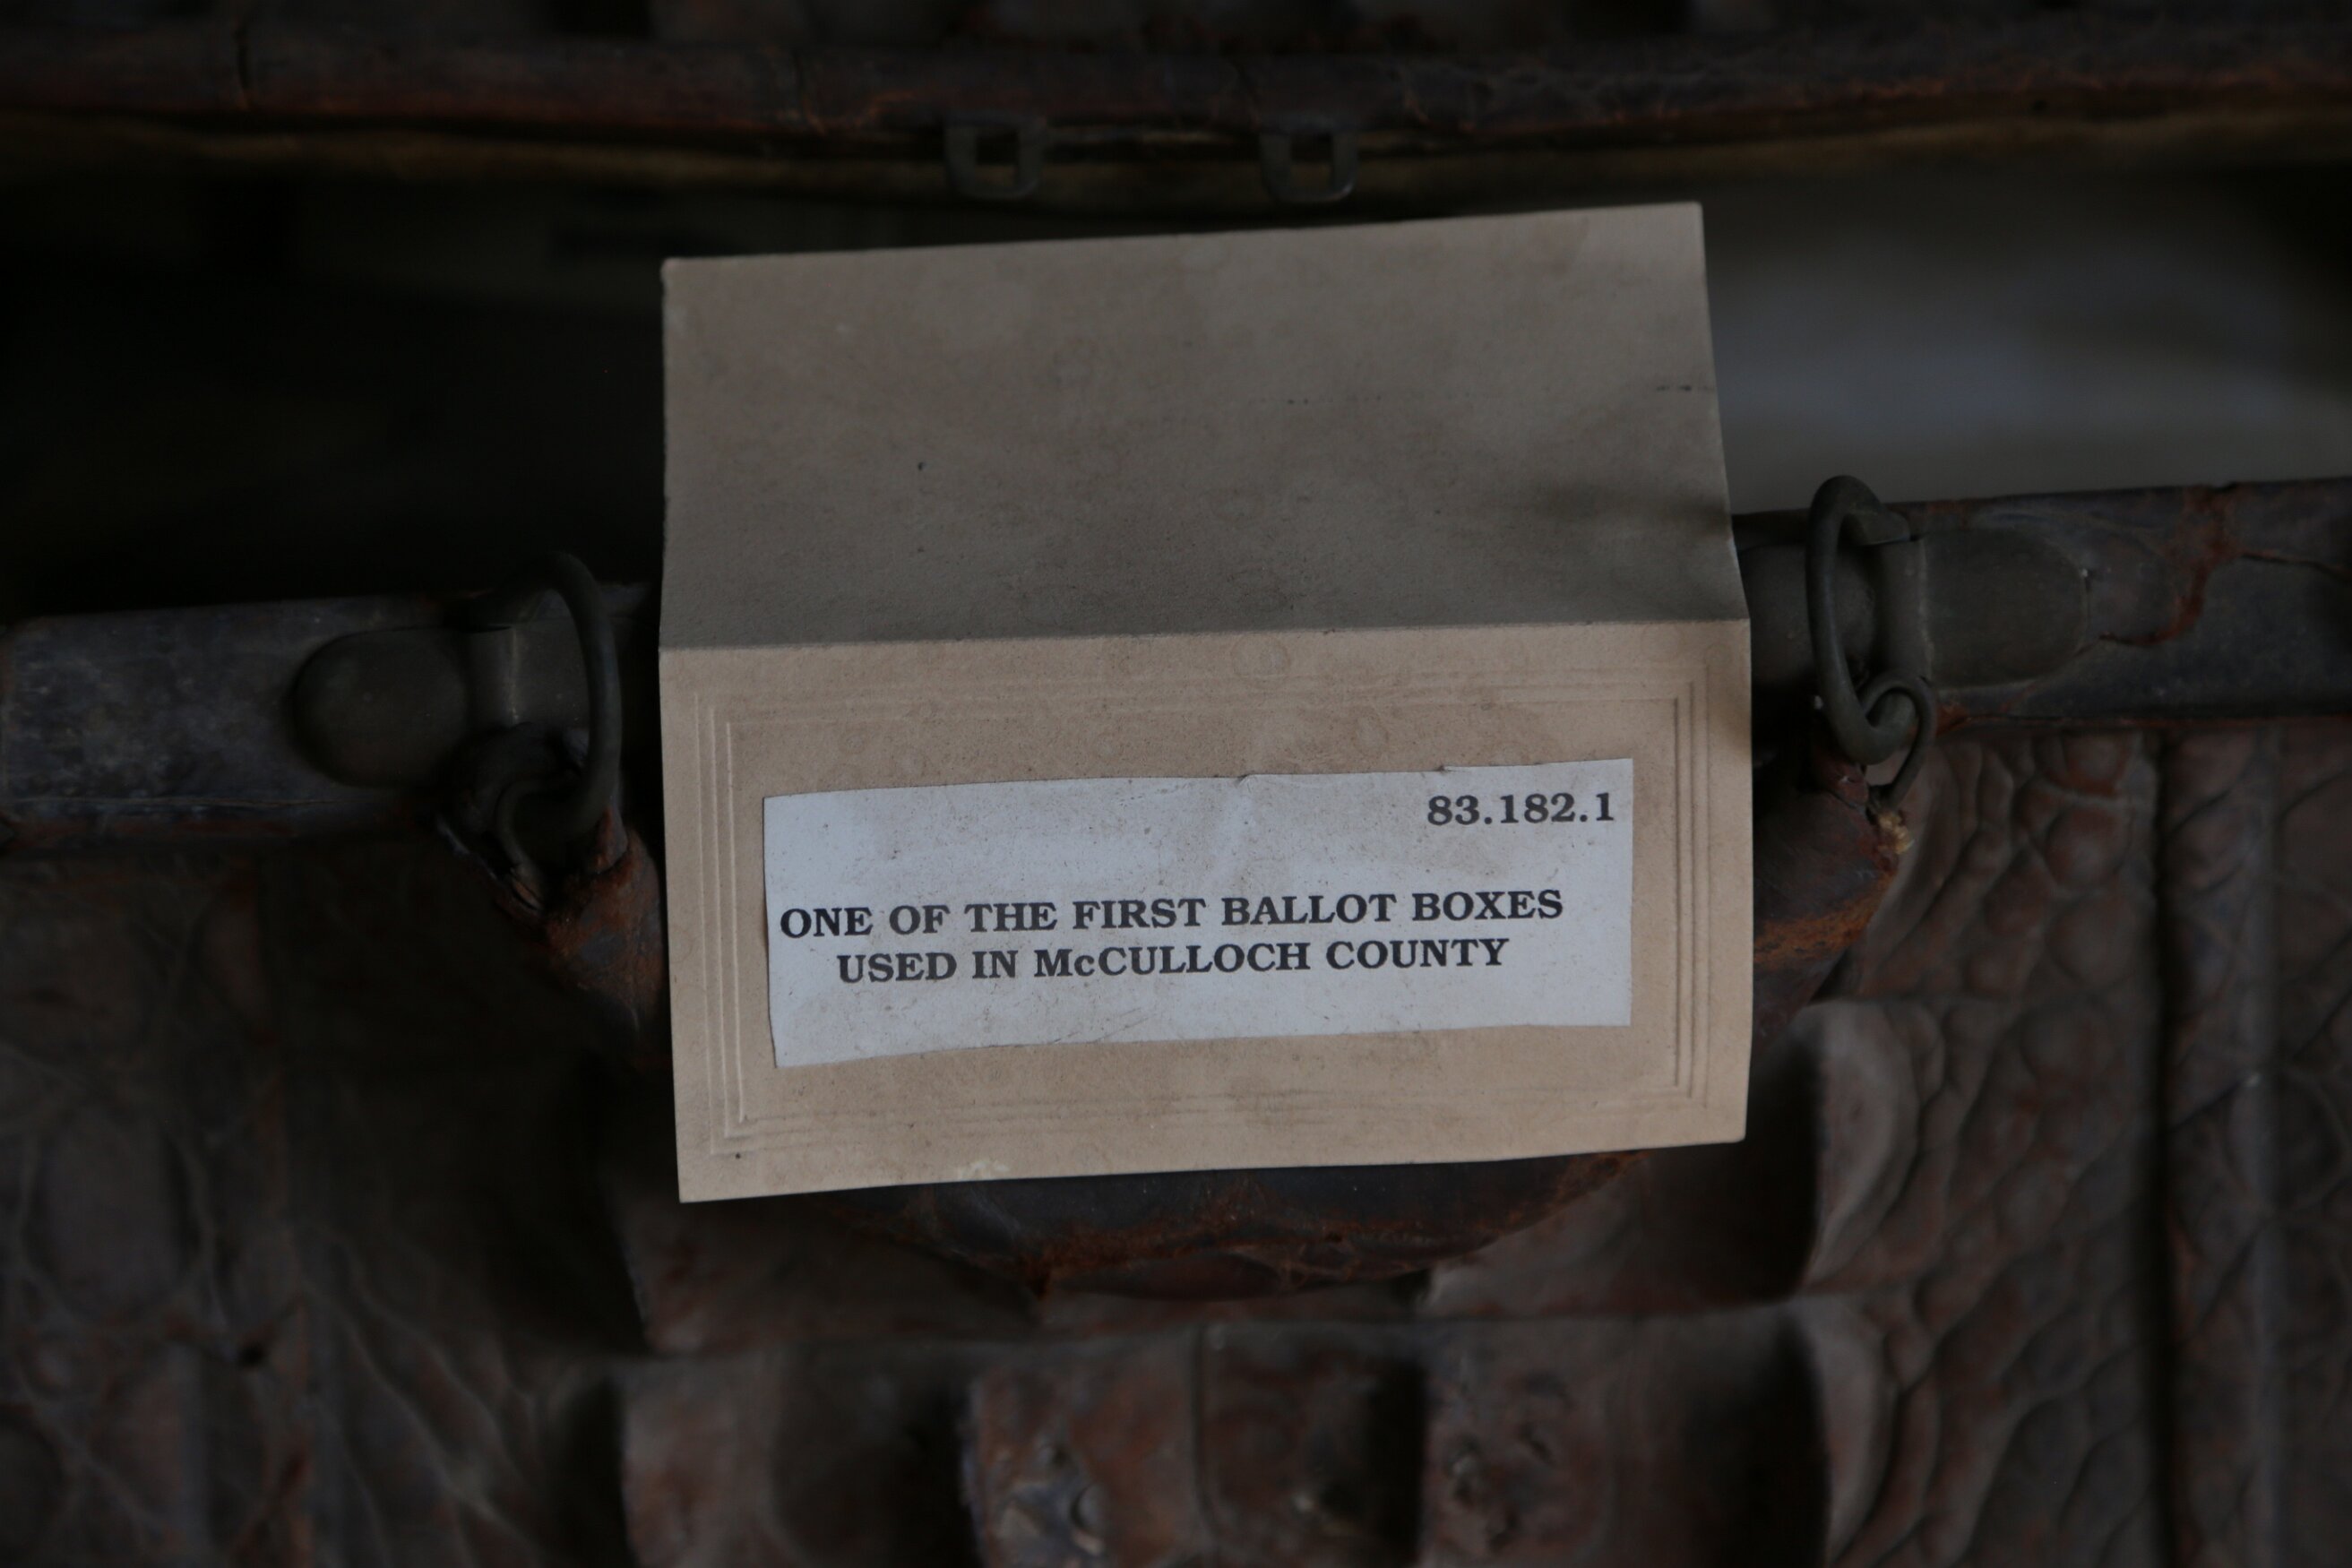 83.182.1
ONE OF THE FIRST BALLOT BOXES
USED IN McCULLOCH COUNTY